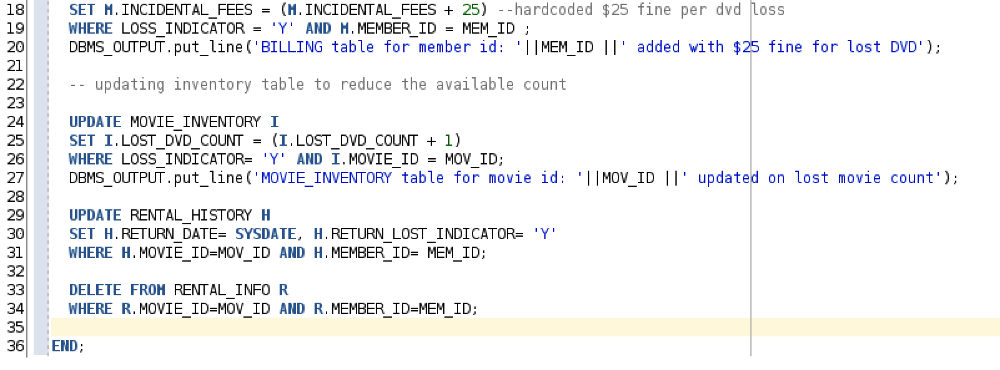 18 SET M.INCIDENTAL_FEES = (M.INCIDENTAL_FEES + 25) --hardcoded $25 fine per dvd loss
19 WHERE LOSS_INDICATOR = 'Y' AND M.MEMBER_ID = MEM_ID ;
20 DBMS_OUTPUT.put_line('BILLING table for member id: '||MEM_ID ||' added with $25 fine for lost DVD');
21
22 -- updating inventory table to reduce the available count
23
24 UPDATE MOVIE_INVENTORY I
25 SET I.LOST_DVD_COUNT = (I.LOST_DVD_COUNT + 1)
26 WHERE LOSS_INDICATOR= 'Y' AND I.MOVIE_ID = MOV_ID;
27 DBMS_OUTPUT.put_line('MOVIE_INVENTORY table for movie id: '||MOV_ID ||' updated on lost movie count');
28
29 UPDATE RENTAL_HISTORY H
30 SET H.RETURN_DATE= SYSDATE, H.RETURN_LOST_INDICATOR= 'Y'
31 WHERE H.MOVIE_ID=MOV_ID AND H.MEMBER_ID= MEM_ID;
32
33 DELETE FROM RENTAL_INFO R
34 WHERE R.MOVIE_ID=MOV_ID AND R.MEMBER_ID=MEM_ID;
35
36 END;